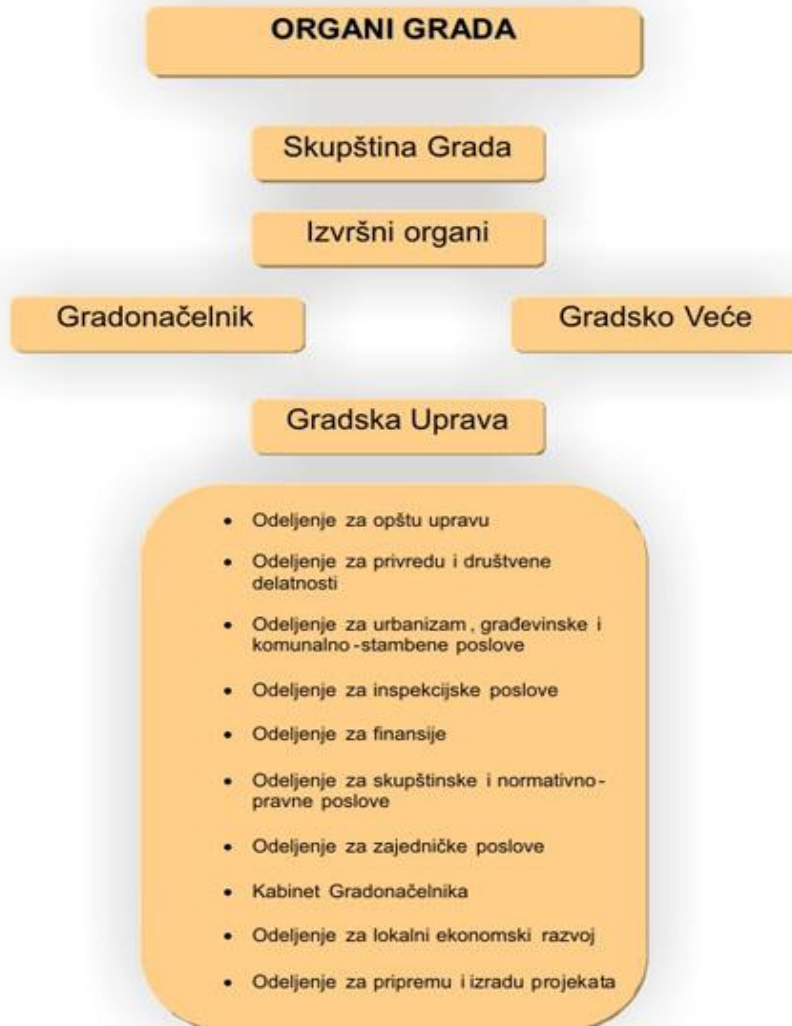 ORGANI GRADA
Skupština Grada
Izvršni organi
Gradonačelnik
Gradsko Veće
Gradska Uprava
• Odeljenje za opštu upravu
• Odeljenje za privredu i društvene
delatnosti
• Odeljenje za urbanizam, građevinske i
komunalno-stambene poslove
• Odeljenje za inspekcijske poslove
• Odeljenje za finansije
• Odeljenje za skupštinske i normativno-
pravne poslove
• Odeljenje za zajedničke poslove
• Kabinet Gradonačelnika
• Odeljenje za lokalni ekonomski razvoj
• Odeljenje za pripremu i izradu projekata